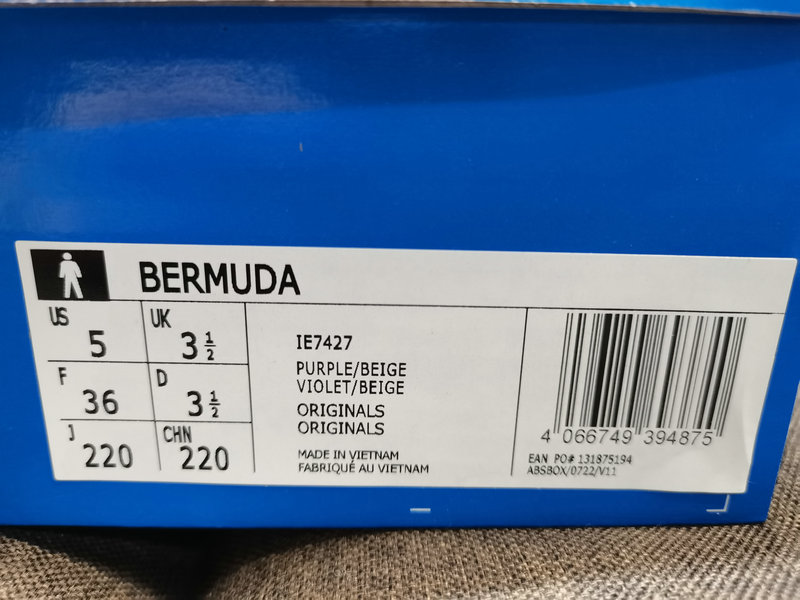 BERMUDA
US 5
UK 3 1/2
F 36
D 3 1/2
J 220
CHN 220
IE7427
PURPLE/BEIGE
VIOLET/BEIGE
ORIGINALS
ORIGINALS
MADE IN VIETNAM
FABRIQUÉ AU VIETNAM
4 066749 394875
EAN PO# 131875194
ABSBOX/0722/V11